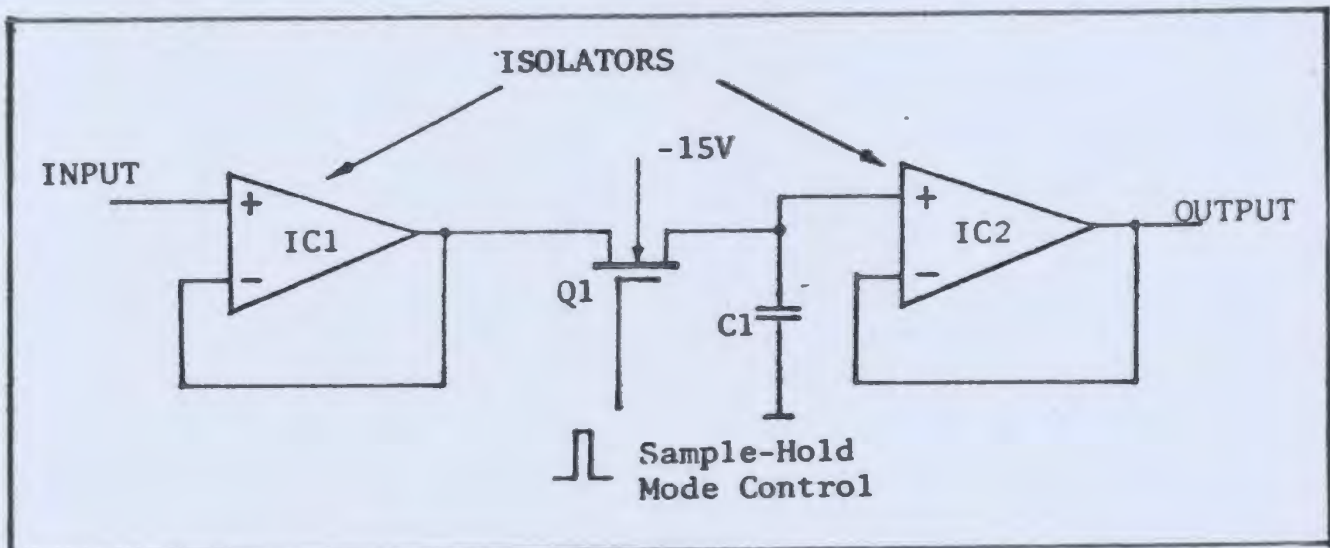 ISOLATORS
-15V
INPUT
+
IC1
-
Q1
C1
+
IC2
-
OUTPUT
Sample-Hold
Mode Control